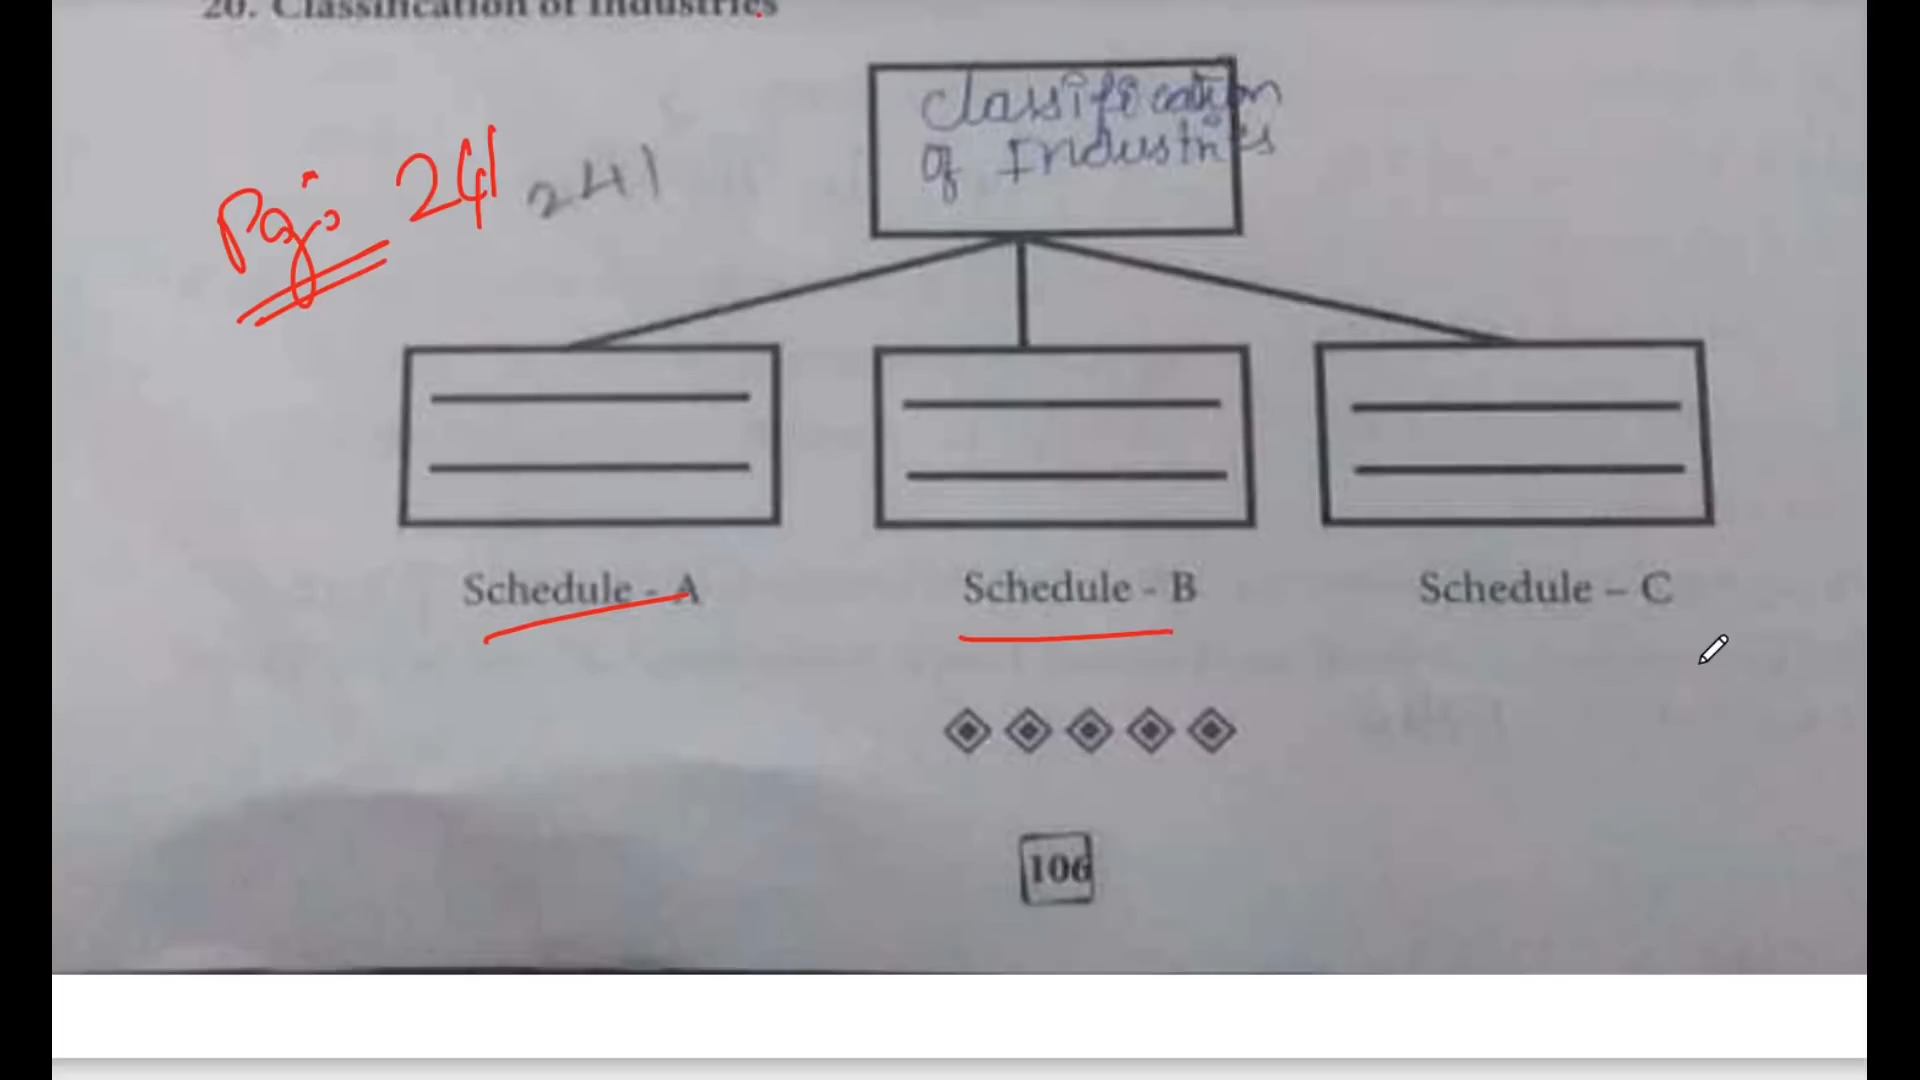 20. Classification of Industries
Classification
of Industries
Pg: 241
241
Schedule - A
Schedule - B
Schedule – C
106